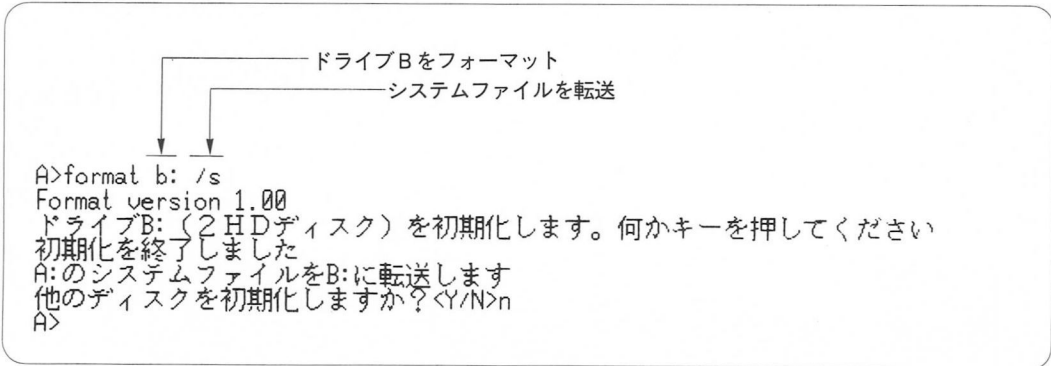 ドライブBをフォーマット
システムファイルを転送
A>format b: /s
Format version 1.00
ドライブB:（２ＨＤディスク）を初期化します。何かキーを押してください
初期化を終了しました
A:のシステムファイルをB:に転送します
他のディスクを初期化しますか？<Y/N>n
A>